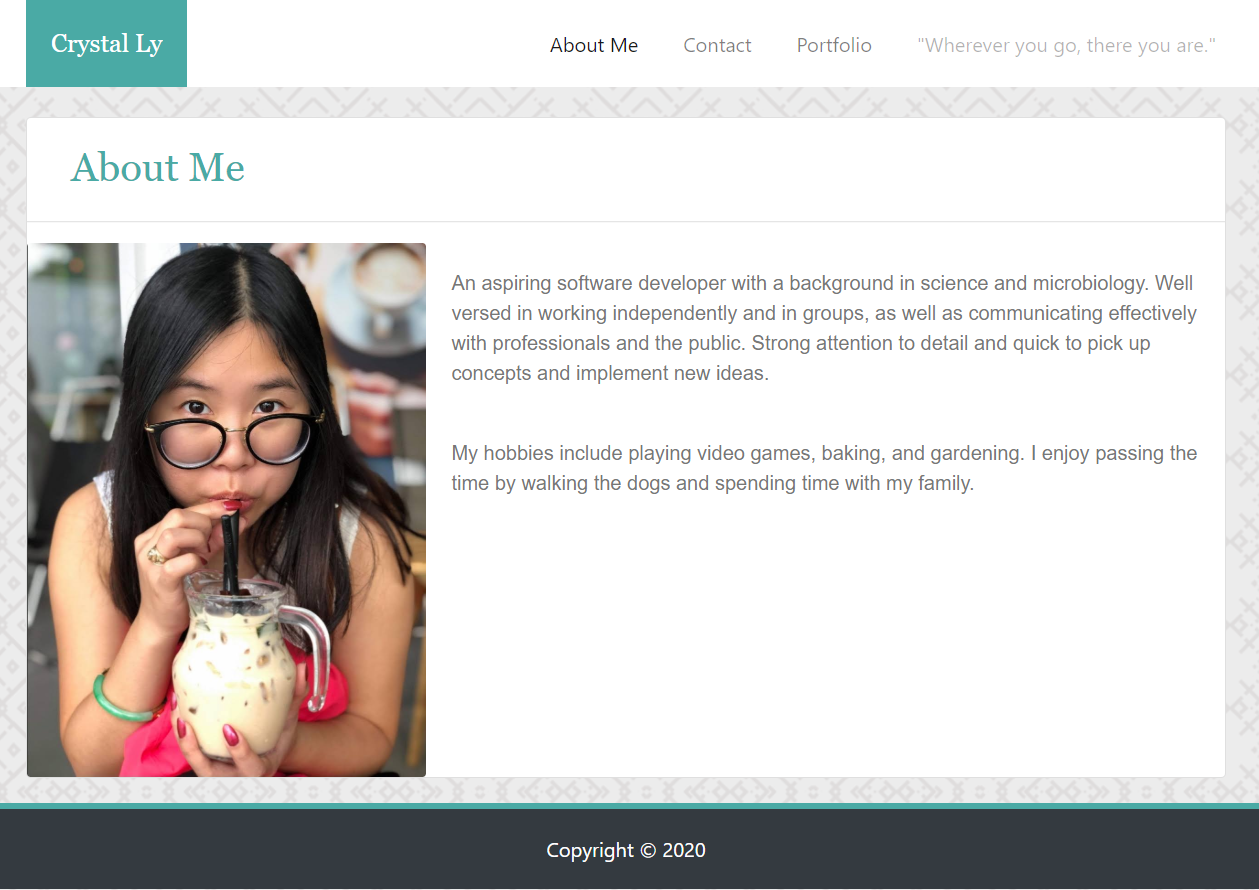 Crystal Ly
About Me
Contact
Portfolio
"Wherever you go, there you are."
About Me
An aspiring software developer with a background in science and microbiology. Well
versed in working independently and in groups, as well as communicating effectively
with professionals and the public. Strong attention to detail and quick to pick up
concepts and implement new ideas.
My hobbies include playing video games, baking, and gardening. I enjoy passing the
time by walking the dogs and spending time with my family.
Copyright © 2020